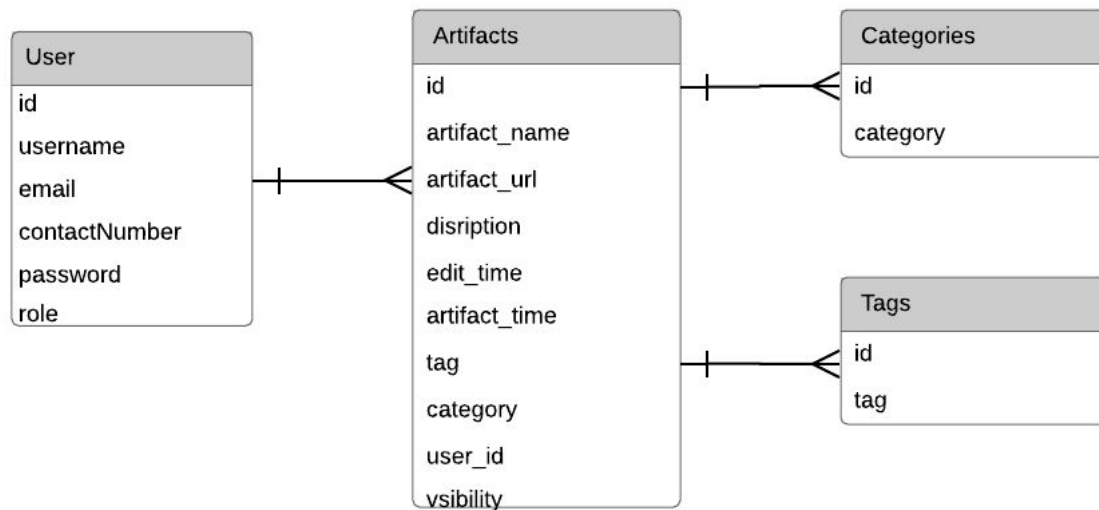 User
id
username
email
contactNumber
password
role
Artifacts
id
artifact_name
artifact_url
disription
edit_time
artifact_time
tag
category
user_id
vsibility
Categories
id
category
Tags
id
tag